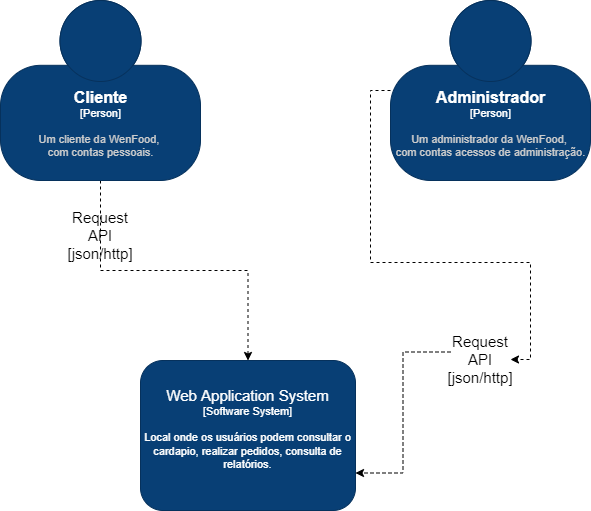 Cliente
[Person]
Um cliente da WenFood,
com contas pessoais.
Administrador
[Person]
Um administrador da WenFood,
com contas acessos de administração.
Request
API
[json/http]
Request
API
[json/http]
Web Application System
[Software System]
Local onde os usuários podem consultar o
cardapio, realizar pedidos, consulta de
relatórios.